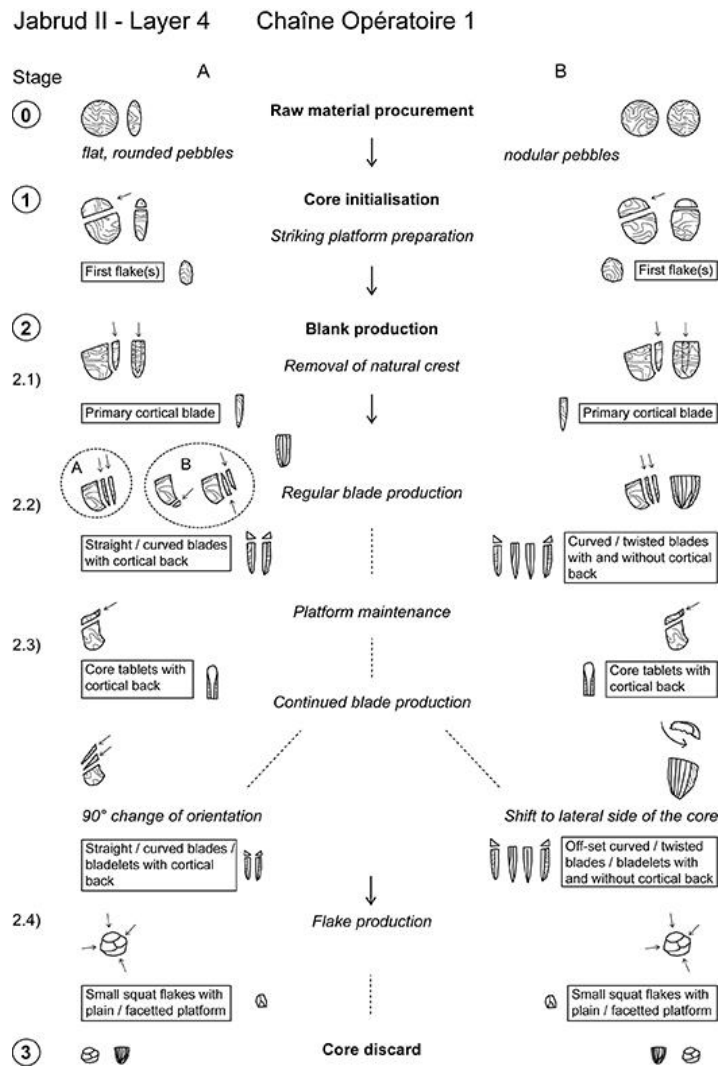 Jabrud II - Layer 4 Chaîne Opératoire 1
Stage
A
B
0
Raw material procurement
flat, rounded pebbles
nodular pebbles
1
Core initialisation
Striking platform preparation
First flake(s)
First flake(s)
2
Blank production
2.1)
Removal of natural crest
Primary cortical blade
Primary cortical blade
A
B
2.2)
Regular blade production
Straight / curved blades
with cortical back
Curved / twisted blades
with and without cortical
back
Platform maintenance
2.3)
Core tablets with
cortical back
Core tablets with
cortical back
Continued blade production
90° change of orientation
Shift to lateral side of the core
Straight / curved blades /
bladelets with cortical
back
Off-set curved / twisted
blades / bladelets with
and without cortical back
2.4)
Flake production
Small squat flakes with
plain / facetted platform
Small squat flakes with
plain / facetted platform
3
Core discard